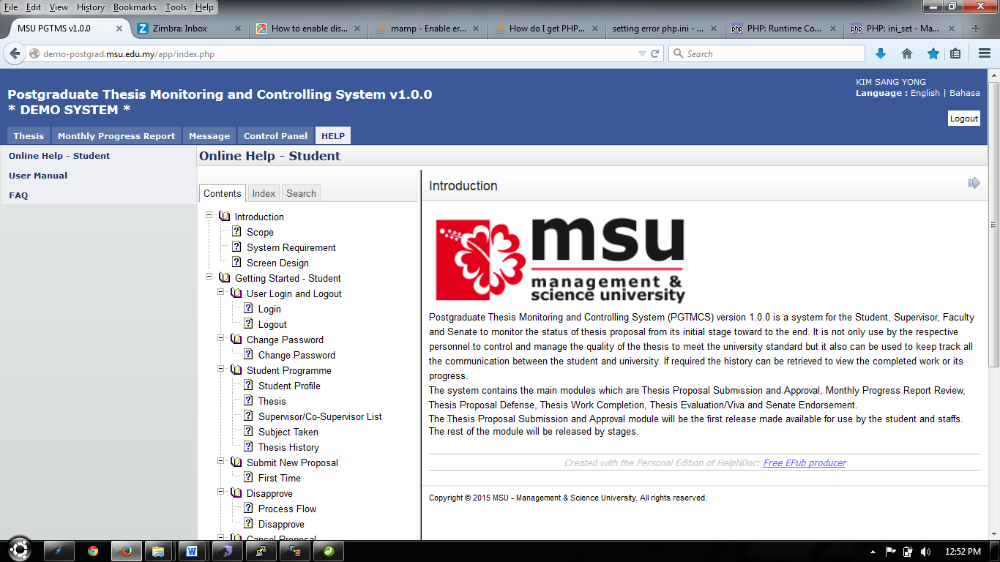 File Edit View History Bookmarks Tools Help
MSU PGTMS v1.0.0
Zimbra: Inbox
How to enable dis...
mamp - Enable er...
How do I get PHP...
setting error php.ini - ...
php PHP: Runtime Co...
php PHP: ini_set - Ma...
demo-postgrad.msu.edu.my/app/index.php
Search
KIM SANG YONG
Language : English | Bahasa
Postgraduate Thesis Monitoring and Controlling System v1.0.0
* DEMO SYSTEM *
Logout
Thesis Monthly Progress Report Message Control Panel HELP
Online Help - Student
User Manual
FAQ
Online Help - Student
Contents Index Search
Introduction
Scope
System Requirement
Screen Design
Getting Started - Student
User Login and Logout
Login
Logout
Change Password
Change Password
Student Programme
Student Profile
Thesis
Supervisor/Co-Supervisor List
Subject Taken
Thesis History
Submit New Proposal
First Time
Disapprove
Process Flow
Disapprove
Cancel Proposal
Introduction
msu
management &
science university
Postgraduate Thesis Monitoring and Controlling System (PGTMCS) version 1.0.0 is a system for the Student, Supervisor, Faculty
and Senate to monitor the status of thesis proposal from its initial stage toward to the end. It is not only use by the respective
personnel to control and manage the quality of the thesis to meet the university standard but it also can be used to keep track all
the communication between the student and university. If required the history can be retrieved to view the completed work or its
progress.
The system contains the main modules which are Thesis Proposal Submission and Approval, Monthly Progress Report Review,
Thesis Proposal Defense, Thesis Work Completion, Thesis Evaluation/Viva and Senate Endorsement.
The Thesis Proposal Submission and Approval module will be the first release made available for use by the student and staffs.
The rest of the module will be released by stages.
Created with the Personal Edition of HelpNDoc: Free EPub producer
Copyright © 2015 MSU - Management & Science University. All rights reserved.
12:52 PM